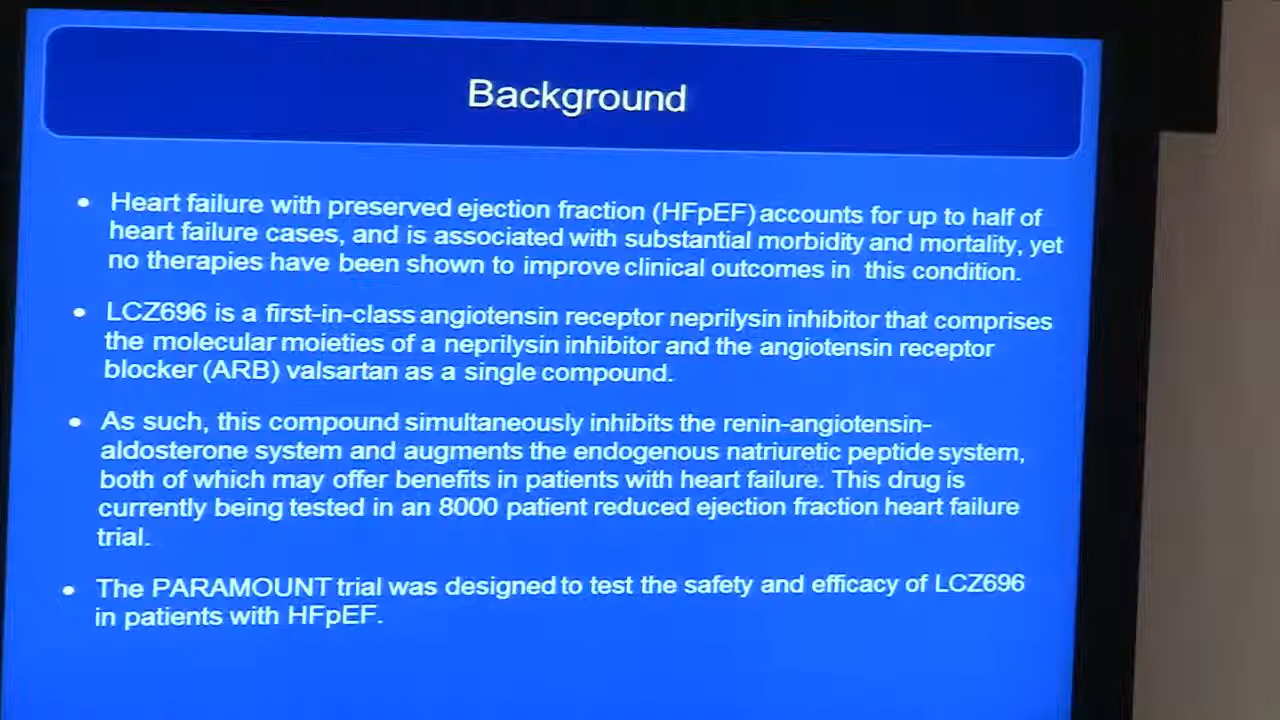 Background
• Heart failure with preserved ejection fraction (HFpEF) accounts for up to half of
heart failure cases, and is associated with substantial morbidity and mortality, yet
no therapies have been shown to improve clinical outcomes in this condition.
• LCZ696 is a first-in-class angiotensin receptor neprilysin inhibitor that comprises
the molecular moieties of a neprilysin inhibitor and the angiotensin receptor
blocker (ARB) valsartan as a single compound.
• As such, this compound simultaneously inhibits the renin-angiotensin-
aldosterone system and augments the endogenous natriuretic peptide system,
both of which may offer benefits in patients with heart failure. This drug is
currently being tested in an 8000 patient reduced ejection fraction heart failure
trial.
• The PARAMOUNT trial was designed to test the safety and efficacy of LCZ696
in patients with HFpEF.